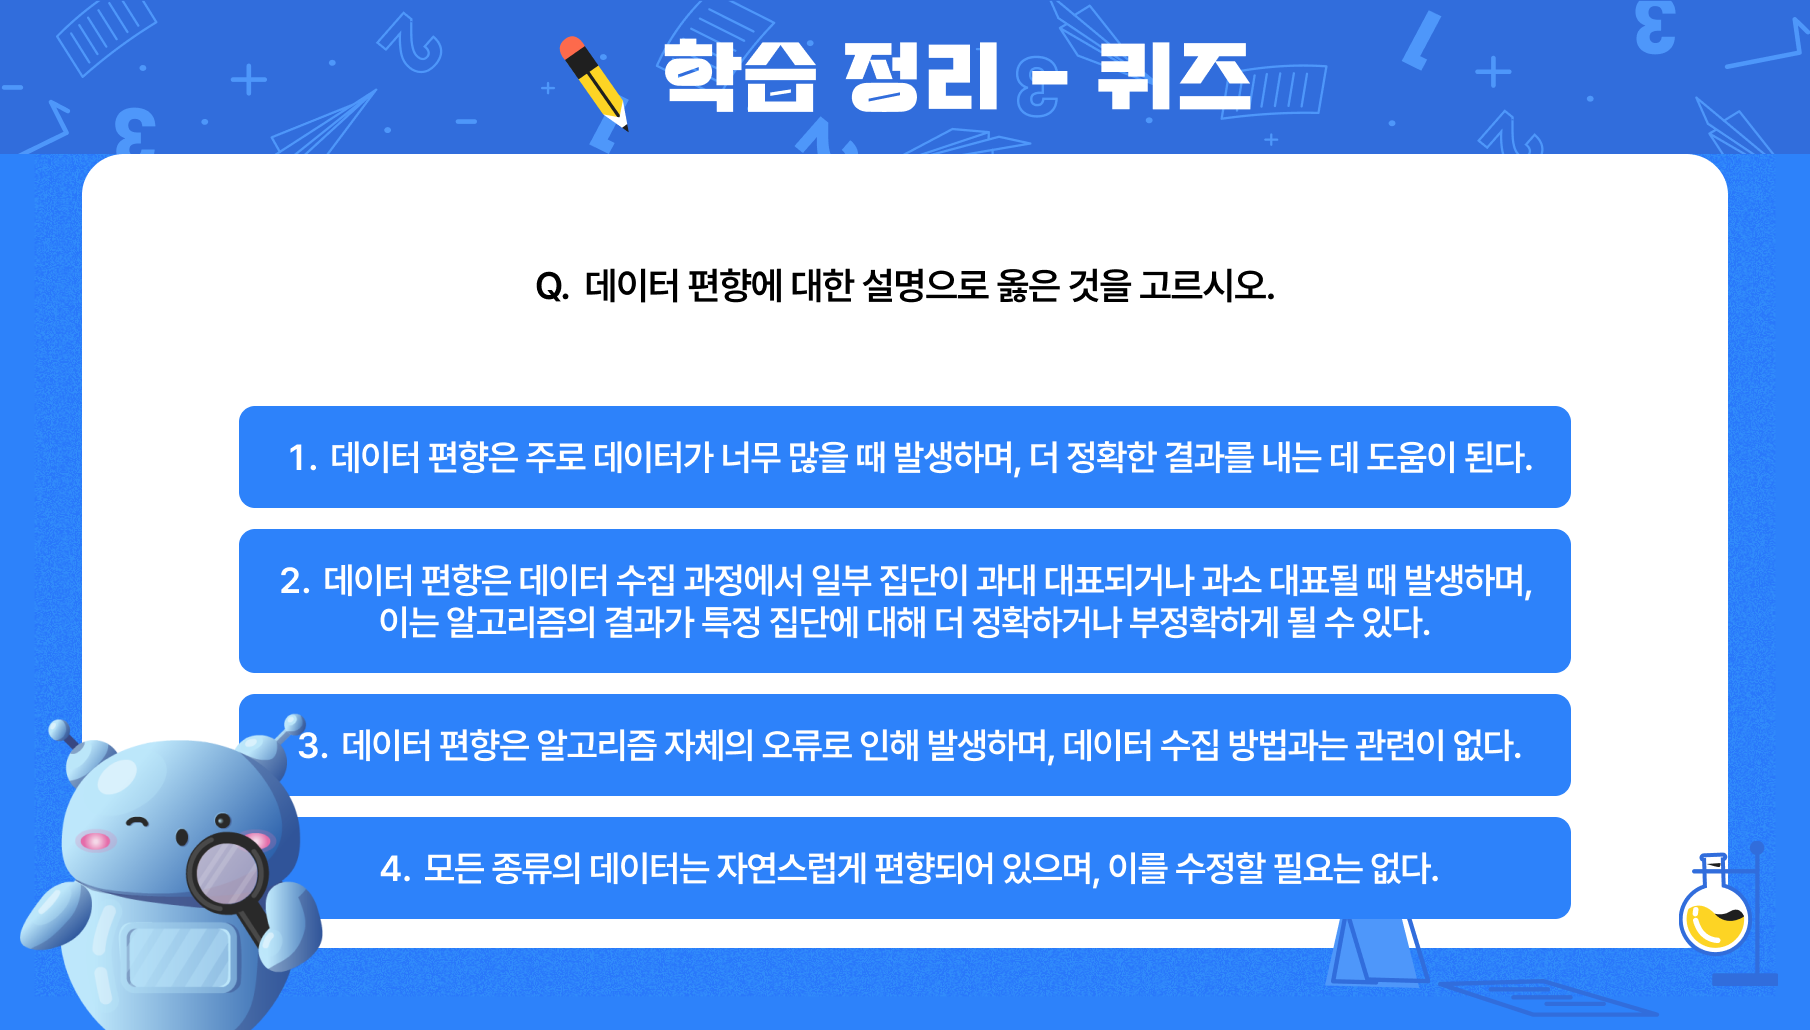 학습 정리 - 퀴즈
Q. 데이터 편향에 대한 설명으로 옳은 것을 고르시오.
1. 데이터 편향은 주로 데이터가 너무 많을 때 발생하며, 더 정확한 결과를 내는 데 도움이 된다.
2. 데이터 편향은 데이터 수집 과정에서 일부 집단이 과대 대표되거나 과소 대표될 때 발생하며,
이는 알고리즘의 결과가 특정 집단에 대해 더 정확하거나 부정확하게 될 수 있다.
3. 데이터 편향은 알고리즘 자체의 오류로 인해 발생하며, 데이터 수집 방법과는 관련이 없다.
4. 모든 종류의 데이터는 자연스럽게 편향되어 있으며, 이를 수정할 필요는 없다.